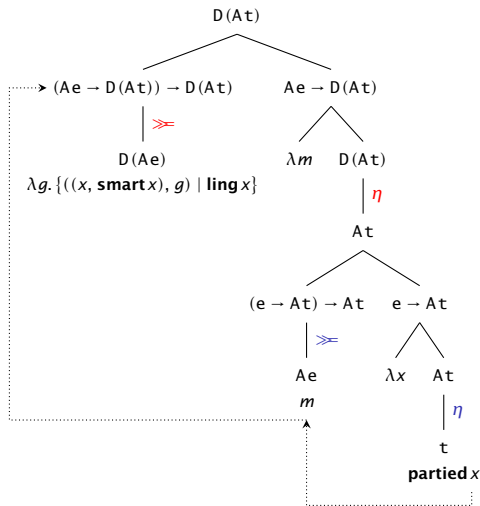 D(At)
(Ae → D(At)) → D(At) Ae → D(At)
≫=
D(Ae) λm D(At)
λg. {((x, smart x), g) | ling x}
η
At
(e → At) → At e → At
≫=
Ae λx At
m
η
t
partied x